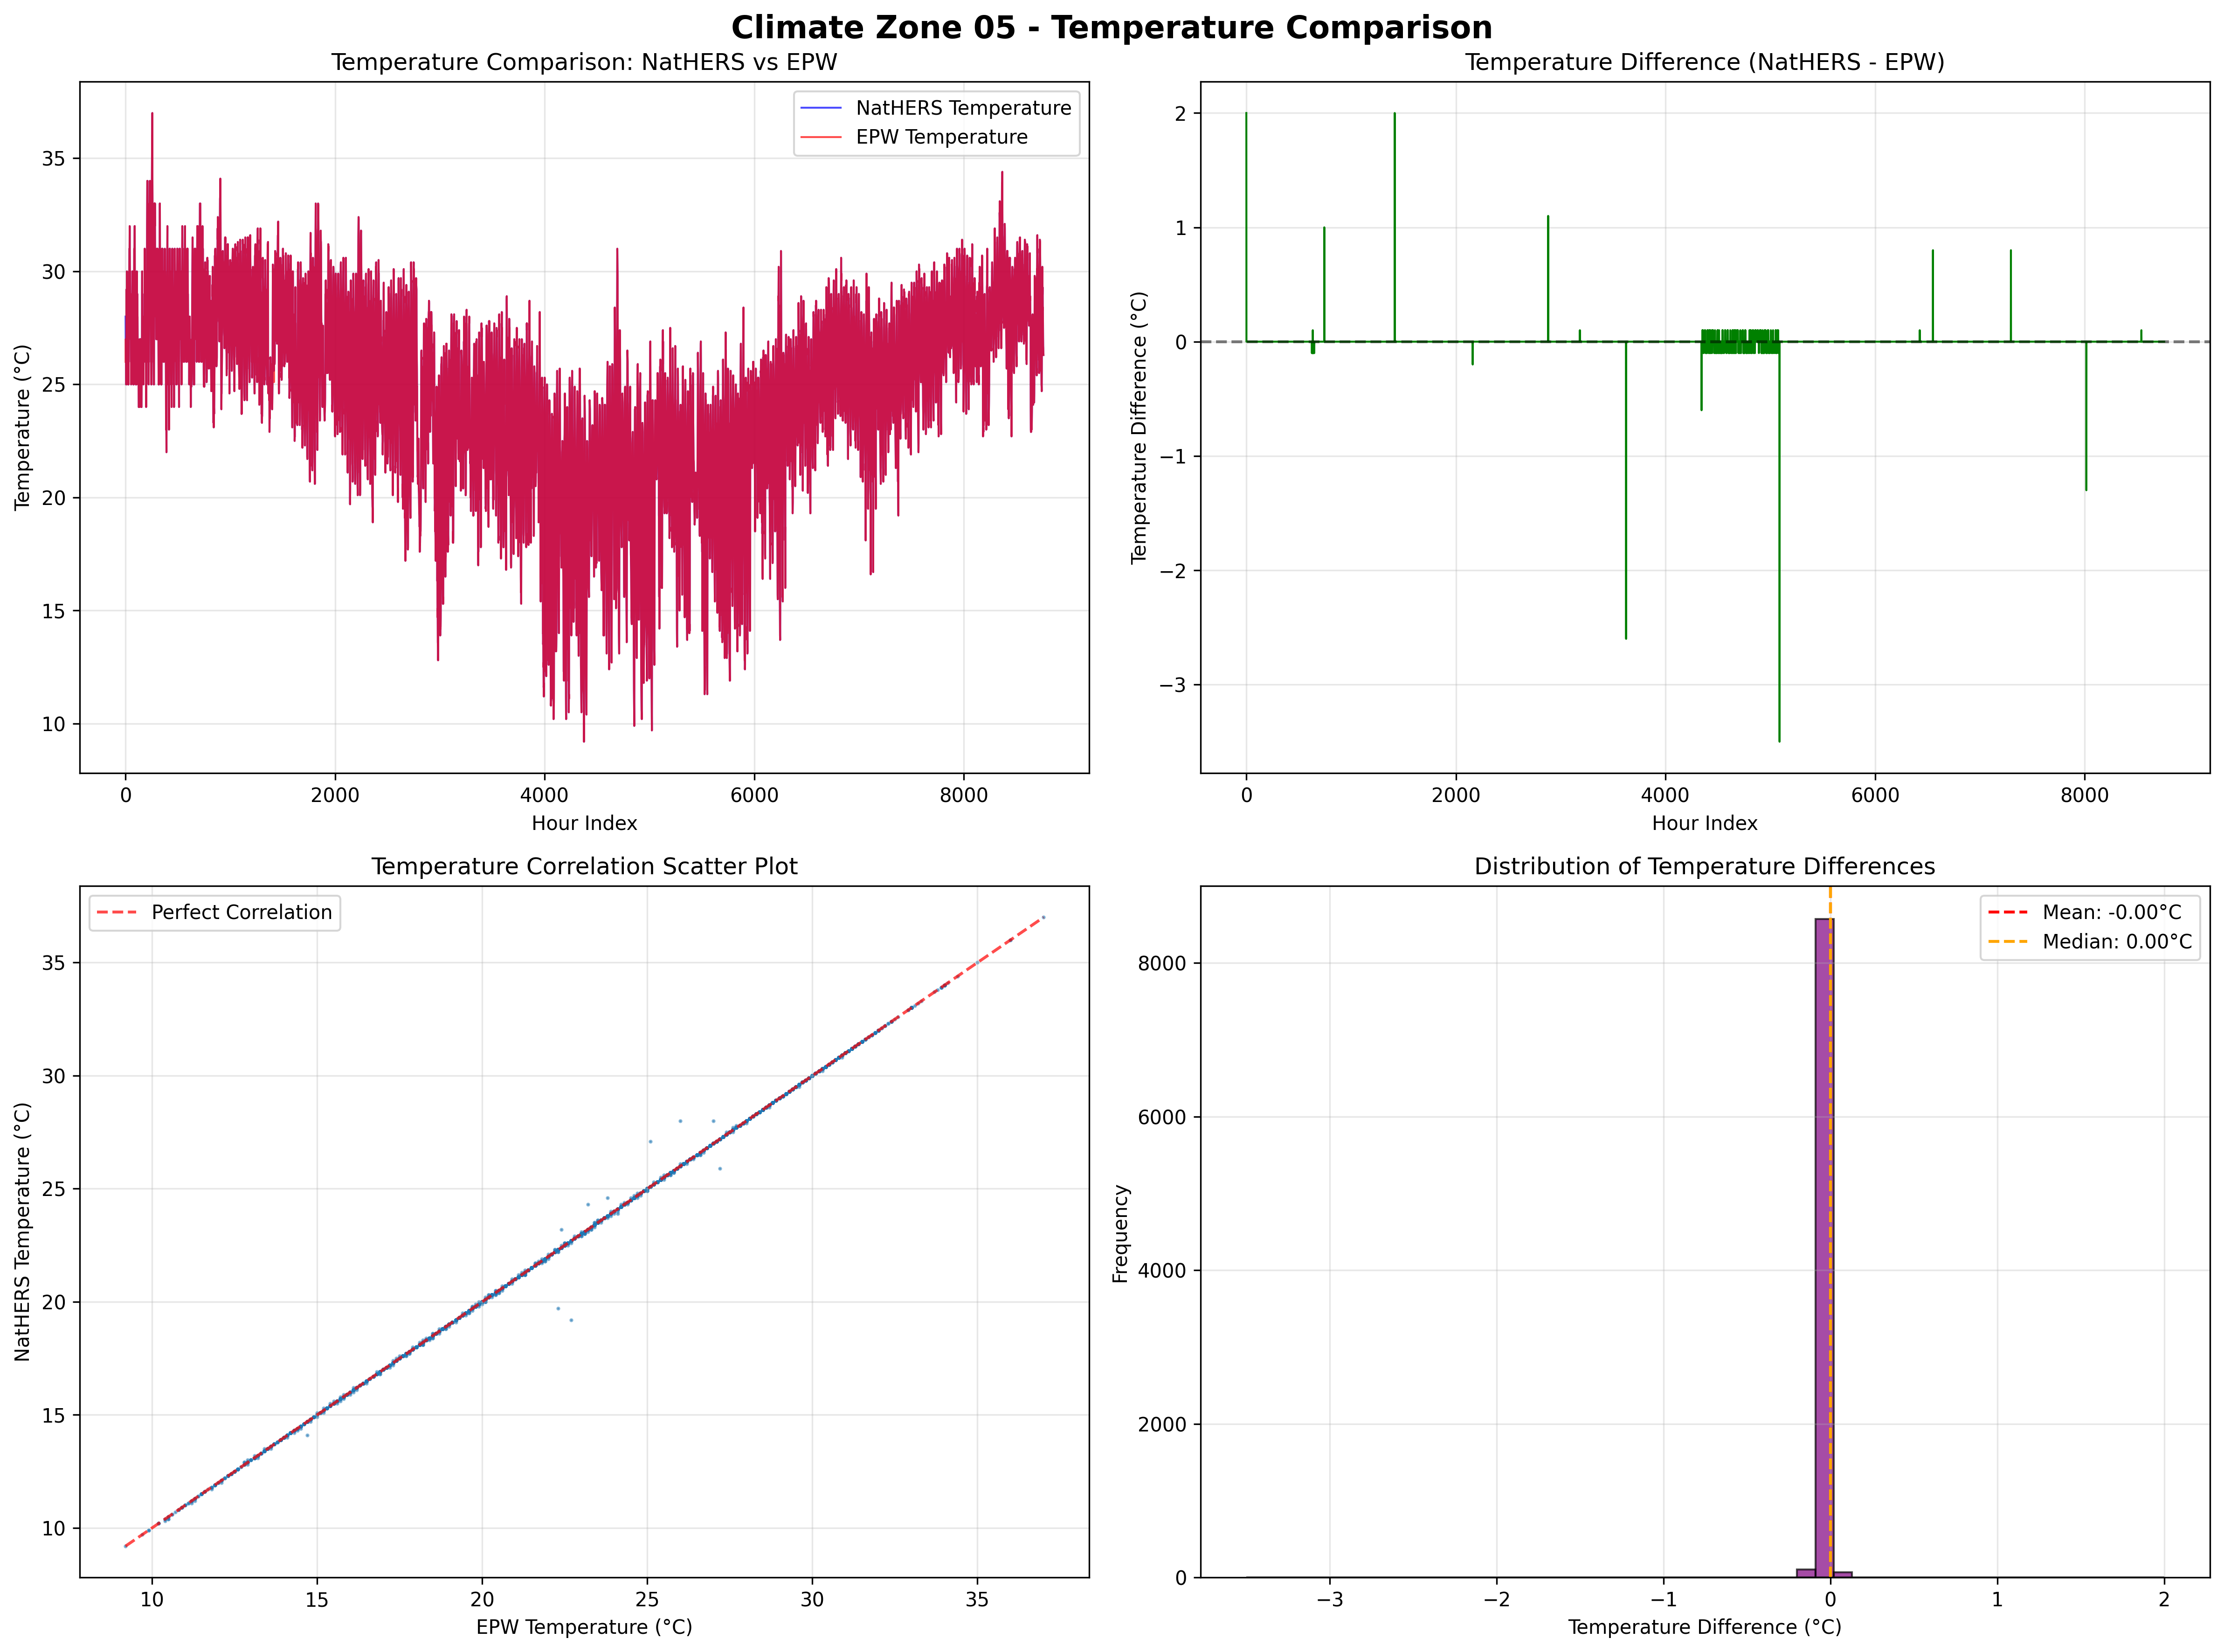 Climate Zone 05 - Temperature Comparison
Temperature Comparison: NatHERS vs EPW
NatHERS Temperature
EPW Temperature
35
30
25
20
15
10
Temperature (°C)
0
2000
4000
6000
8000
Hour Index
Temperature Difference (NatHERS - EPW)
2
1
0
−1
−2
−3
Temperature Difference (°C)
0
2000
4000
6000
8000
Hour Index
Temperature Correlation Scatter Plot
Perfect Correlation
35
30
25
20
15
10
NatHERS Temperature (°C)
10
15
20
25
30
35
EPW Temperature (°C)
Distribution of Temperature Differences
Mean: -0.00°C
Median: 0.00°C
8000
6000
4000
2000
0
Frequency
−3
−2
−1
0
1
2
Temperature Difference (°C)